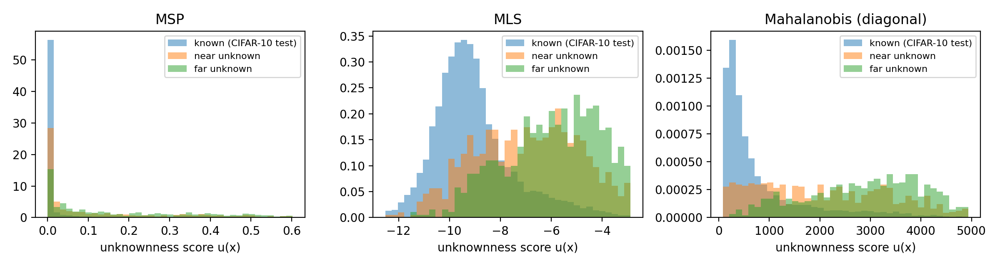 MSP
50
40
30
20
10
0
known (CIFAR-10 test)
near unknown
far unknown
0.0 0.1 0.2 0.3 0.4 0.5 0.6
unknownness score u(x)
MLS
0.35
0.30
0.25
0.20
0.15
0.10
0.05
0.00
known (CIFAR-10 test)
near unknown
far unknown
−12 −10 −8 −6 −4
unknownness score u(x)
Mahalanobis (diagonal)
0.00150
0.00125
0.00100
0.00075
0.00050
0.00025
0.00000
known (CIFAR-10 test)
near unknown
far unknown
0 1000 2000 3000 4000 5000
unknownness score u(x)